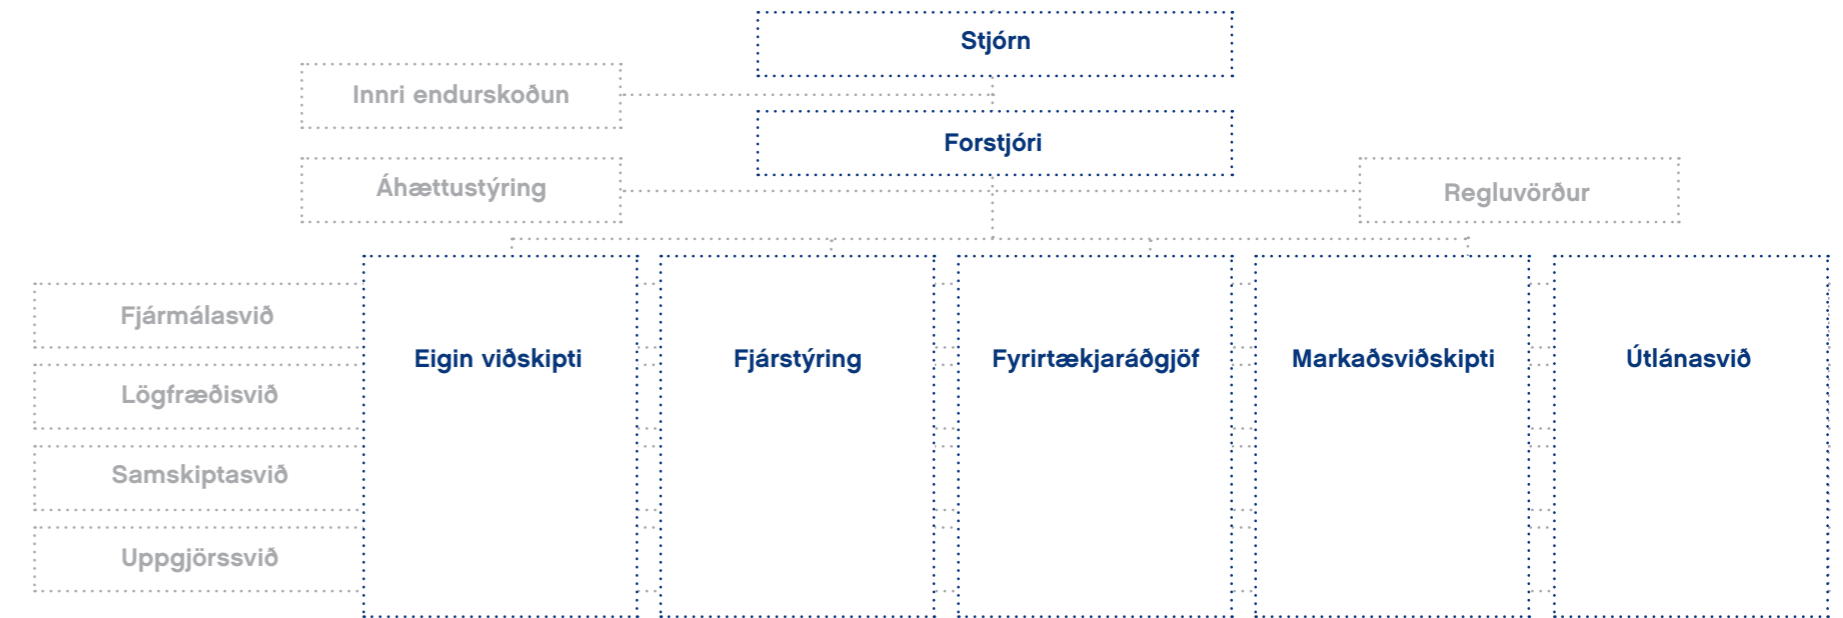 Stjórn
Innri endurskoðun
Forstjóri
Áhættustýring
Regluvörður
Fjármálasvið
Eigin viðskipti
Fjárstýring
Fyrirtækjaráðgjöf
Markaðsviðskipti
Útlánasvið
Lögfræðisvið
Samskiptasvið
Uppgjörssvið